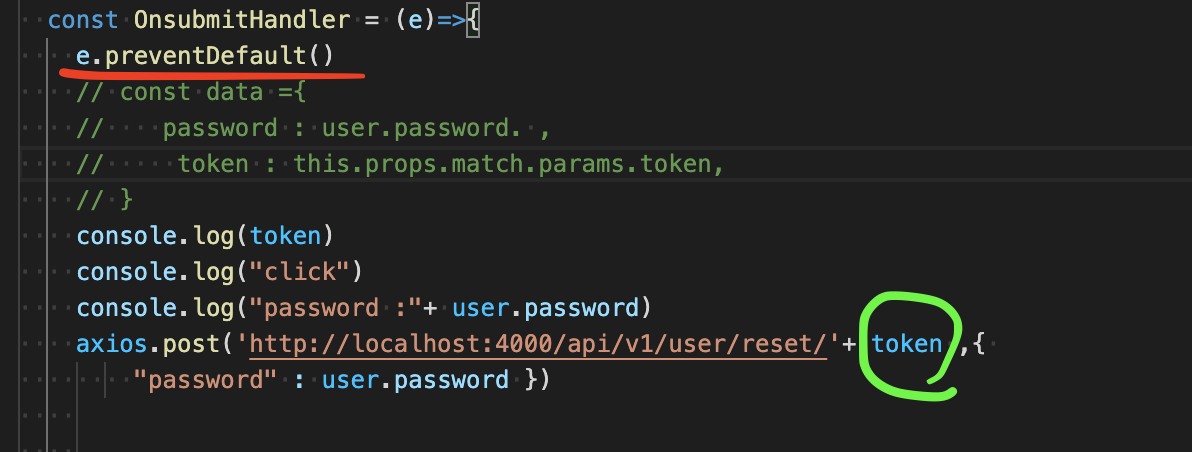 const OnsubmitHandler = (e)=>{
e.preventDefault()
// const data ={
//    password : user.password. ,
//     token : this.props.match.params.token,
// }
console.log(token)
console.log("click")
console.log("password :"+ user.password)
axios.post('http://localhost:4000/api/v1/user/reset/'+ token ,{
"password" : user.password })